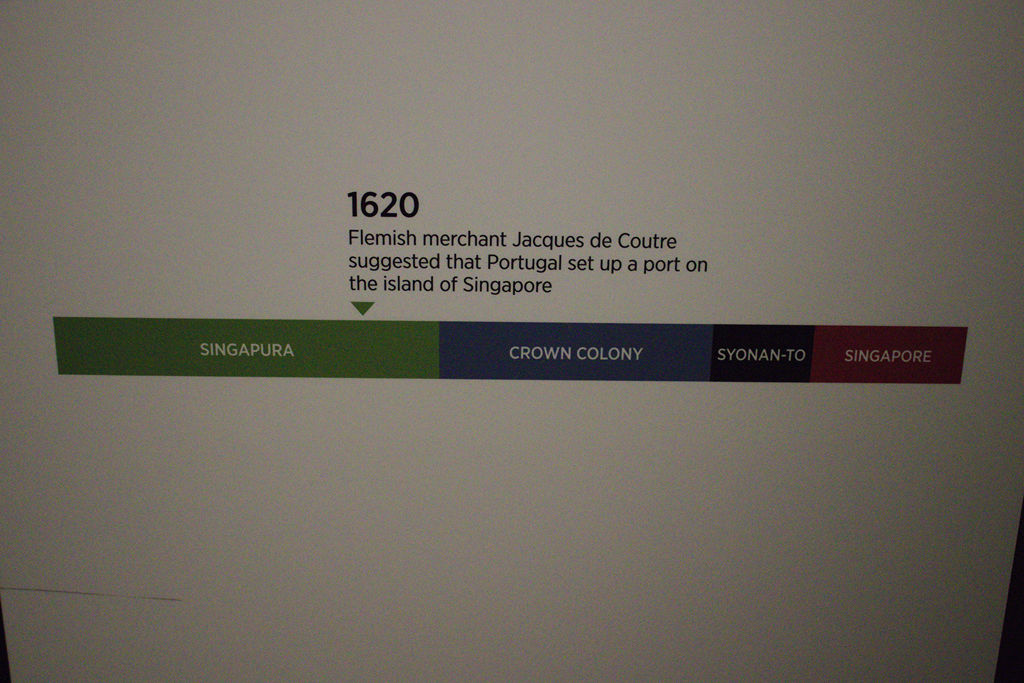 1620
Flemish merchant Jacques de Coutre
suggested that Portugal set up a port on
the island of Singapore
SINGAPURA
CROWN COLONY
SYONAN-TO
SINGAPORE